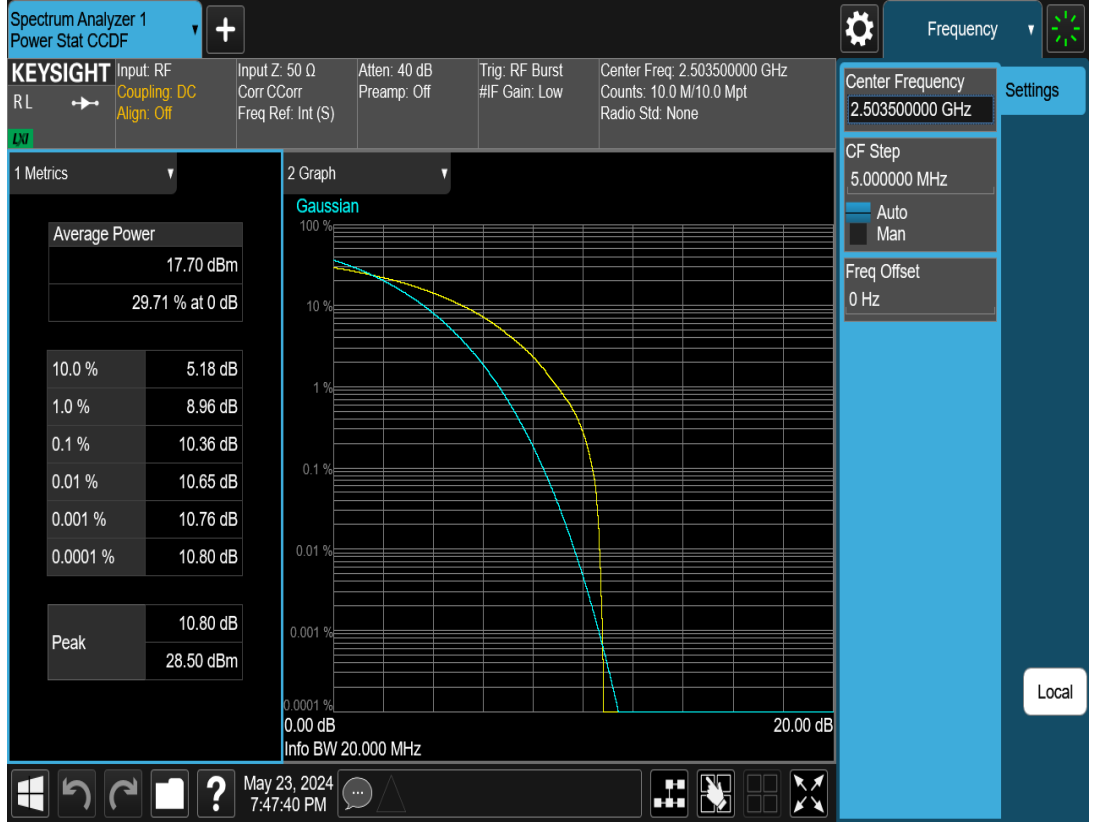 Spectrum Analyzer 1
Power Stat CCDF
Frequency
KEYSIGHT
RL
LXI
Input: RF
Coupling: DC
Align: Off
Input Z: 50 Ω
Corr CCorr
Freq Ref: Int (S)
Atten: 40 dB
Preamp: Off
Trig: RF Burst
#IF Gain: Low
Center Freq: 2.503500000 GHz
Counts: 10.0 M/10.0 Mpt
Radio Std: None
Center Frequency
2.503500000 GHz
Settings
CF Step
5.000000 MHz
Auto
Man
Freq Offset
0 Hz
Local
1 Metrics
Average Power
17.70 dBm
29.71 % at 0 dB
10.0 % 5.18 dB
1.0 % 8.96 dB
0.1 % 10.36 dB
0.01 % 10.65 dB
0.001 % 10.76 dB
0.0001 % 10.80 dB
Peak 10.80 dB
28.50 dBm
2 Graph
Gaussian
100 %
10 %
1 %
0.1 %
0.01 %
0.001 %
0.0001 %
0.00 dB 20.00 dB
Info BW 20.000 MHz
?
May 23, 2024
7:47:40 PM